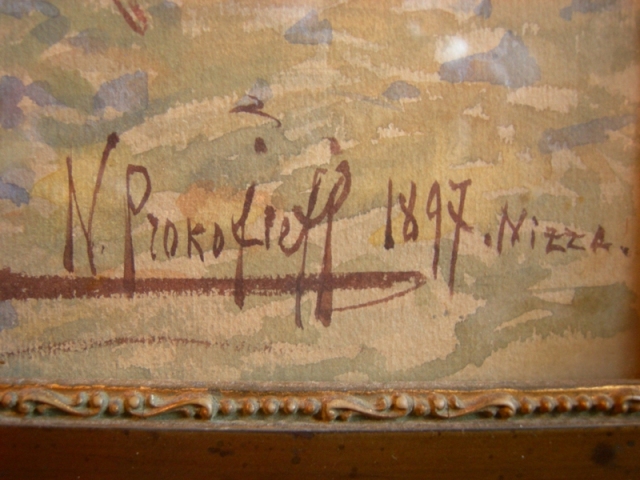 N. Prokofieff 1897. Nizza.